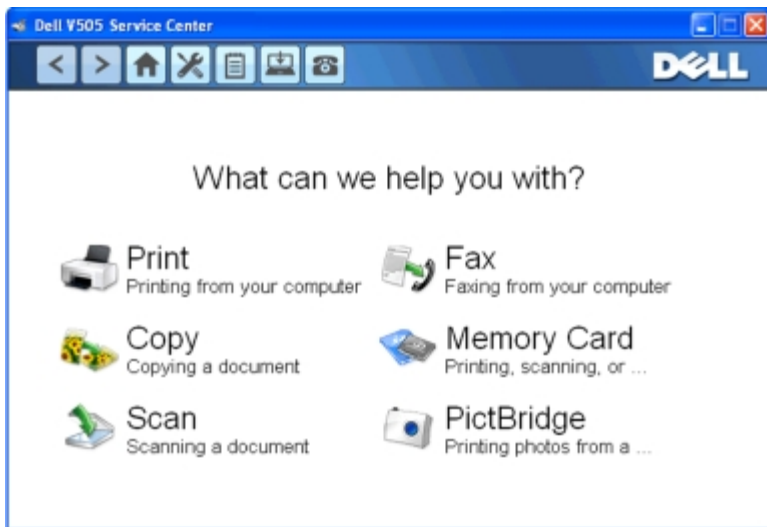 Dell V505 Service Center
DELL
What can we help you with?
Print
Printing from your computer
Fax
Faxing from your computer
Copy
Copying a document
Memory Card
Printing, scanning, or ...
Scan
Scanning a document
PictBridge
Printing photos from a ...